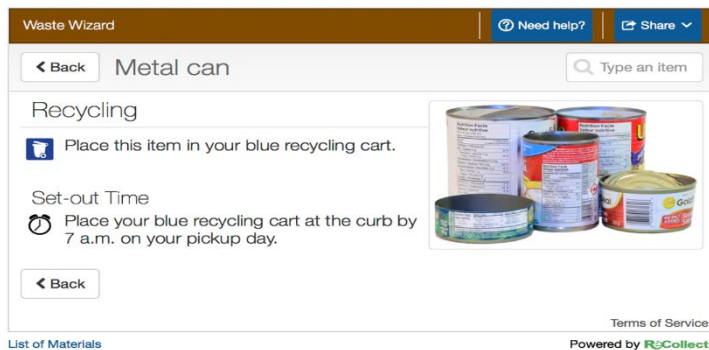 Waste Wizard
Need help?
Share
Back
Metal can
Type an item
Recycling
Place this item in your blue recycling cart.
Set-out Time
Place your blue recycling cart at the curb by
7 a.m. on your pickup day.
Back
Terms of Service
List of Materials
Powered by ReCollect